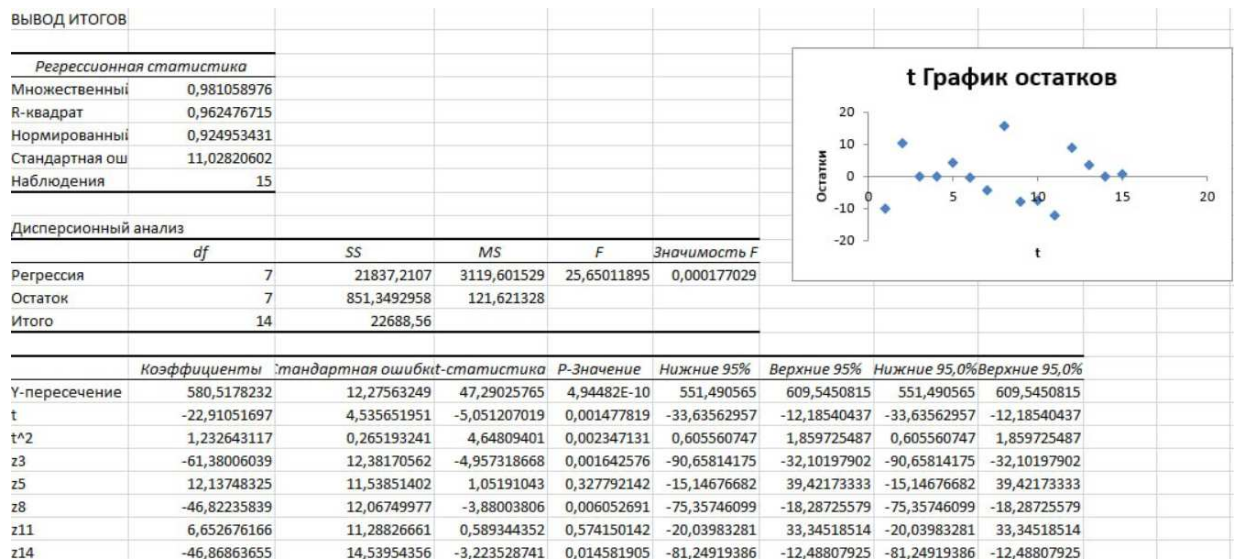 ВЫВОД ИТОГОВ
Регрессионная статистика
Множественный 0,981058976
R-квадрат 0,962476715
Нормированный 0,924953431
Стандартная ош 11,02820602
Наблюдения 15
t График остатков
Остатки
20
10
0
-10
-20
0 5 10 15 20
t
Дисперсионный анализ
df SS MS F Значимость F
Регрессия 7 21837,2107 3119,601529 25,65011895 0,000177029
Остаток 7 851,3492958 121,621328
Итого 14 22688,56
Коэффициенты тандартная ошибк t-статистика P-Значение Нижние 95% Верхние 95% Нижние 95,0% Верхние 95,0%
Y-пересечение 580,5178232 12,27563249 47,29025765 4,94482E-10 551,490565 609,5450815 551,490565 609,5450815
t -22,91051697 4,535651951 -5,051207019 0,001477819 -33,63562957 -12,18540437 -33,63562957 -12,18540437
t^2 1,232643117 0,265193241 4,64809401 0,002347131 0,605560747 1,859725487 0,605560747 1,859725487
z3 -61,38006039 12,38170562 -4,957318668 0,001642576 -90,65814175 -32,10197902 -90,65814175 -32,10197902
z5 12,13748325 11,53851402 1,05191043 0,327792142 -15,14676682 39,42173333 -15,14676682 39,42173333
z8 -46,82235839 12,06749977 -3,88003806 0,006052691 -75,35746099 -18,28725579 -75,35746099 -18,28725579
z11 6,652676166 11,28826661 0,589344352 0,574150142 -20,03983281 33,34518514 -20,03983281 33,34518514
z14 -46,86863655 14,53954356 -3,223528741 0,014581905 -81,24919386 -12,48807925 -81,24919386 -12,48807925